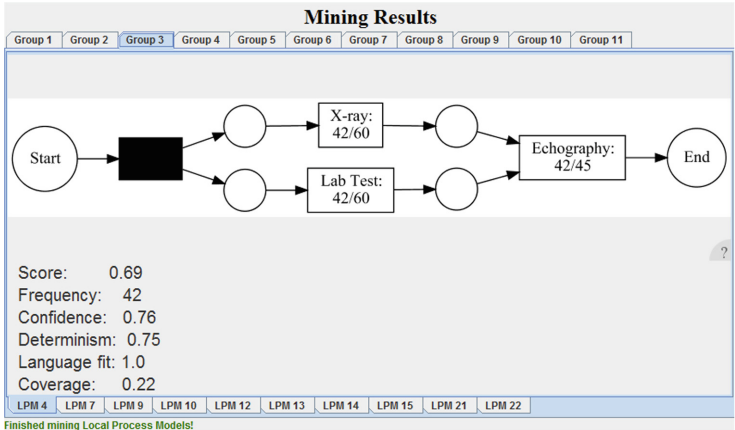 Mining Results
Group 1 Group 2 Group 3 Group 4 Group 5 Group 6 Group 7 Group 8 Group 9 Group 10 Group 11
Start
X-ray:
42/60
Lab Test:
42/60
Echography:
42/45
End
?
Score: 0.69
Frequency: 42
Confidence: 0.76
Determinism: 0.75
Language fit: 1.0
Coverage: 0.22
LPM 4 LPM 7 LPM 9 LPM 10 LPM 12 LPM 13 LPM 14 LPM 15 LPM 21 LPM 22
Finished mining Local Process Models!